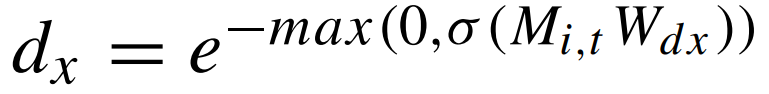 d_x = e^{-max(0,σ(M_{i,t}W_{dx}))}